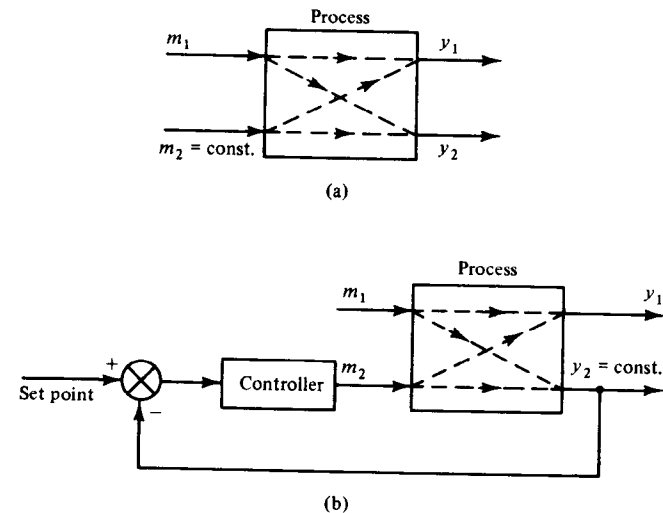 Process
m₁
y₁
m₂ = const.
y₂
(a)
Process
m₁
y₁
+
Controller
m₂
y₂ = const.
Set point
−
(b)